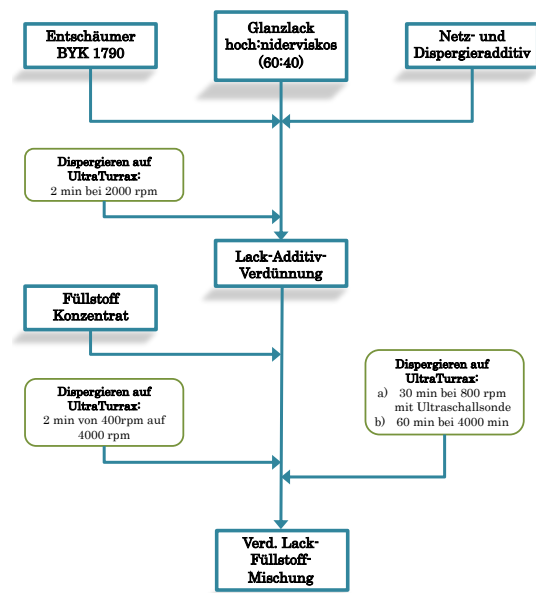 Entschäumer
BYK 1790
Glanzlack
hoch:niderviskos
(60:40)
Netz- und
Dispergieradditiv
Dispergieren auf
UltraTurrax:
2 min bei 2000 rpm
Lack-Additiv-
Verdünnung
Füllstoff
Konzentrat
Dispergieren auf
UltraTurrax:
2 min von 400rpm auf
4000 rpm
Dispergieren auf
UltraTurrax:
a) 30 min bei 800 rpm
mit Ultraschallsonde
b) 60 min bei 4000 min
Verd. Lack-
Füllstoff-
Mischung